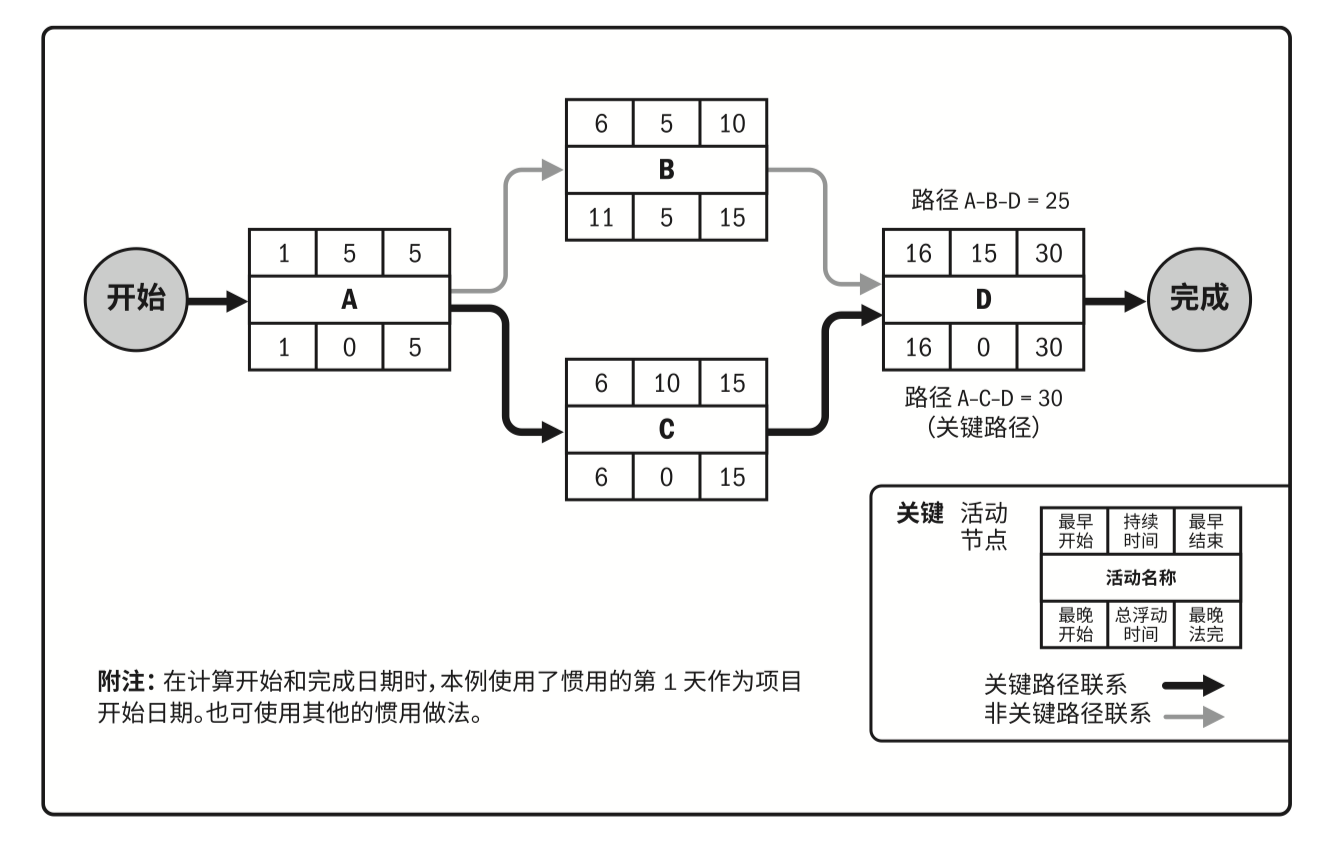 6 5 10
B
11 5 15
路径 A-B-D = 25
1 5 5
A
1 0 5
开始
16 15 30
D
16 0 30
完成
6 10 15
C
6 0 15
路径 A-C-D = 30
（关键路径）
关键 活动
节点
最早
开始
持续
时间
最早
结束
活动名称
最晚
开始
总浮动
时间
最晚
法完
关键路径联系
非关键路径联系
附注：在计算开始和完成日期时，本例使用了惯用的第 1 天作为项目
开始日期。也可使用其他的惯用做法。